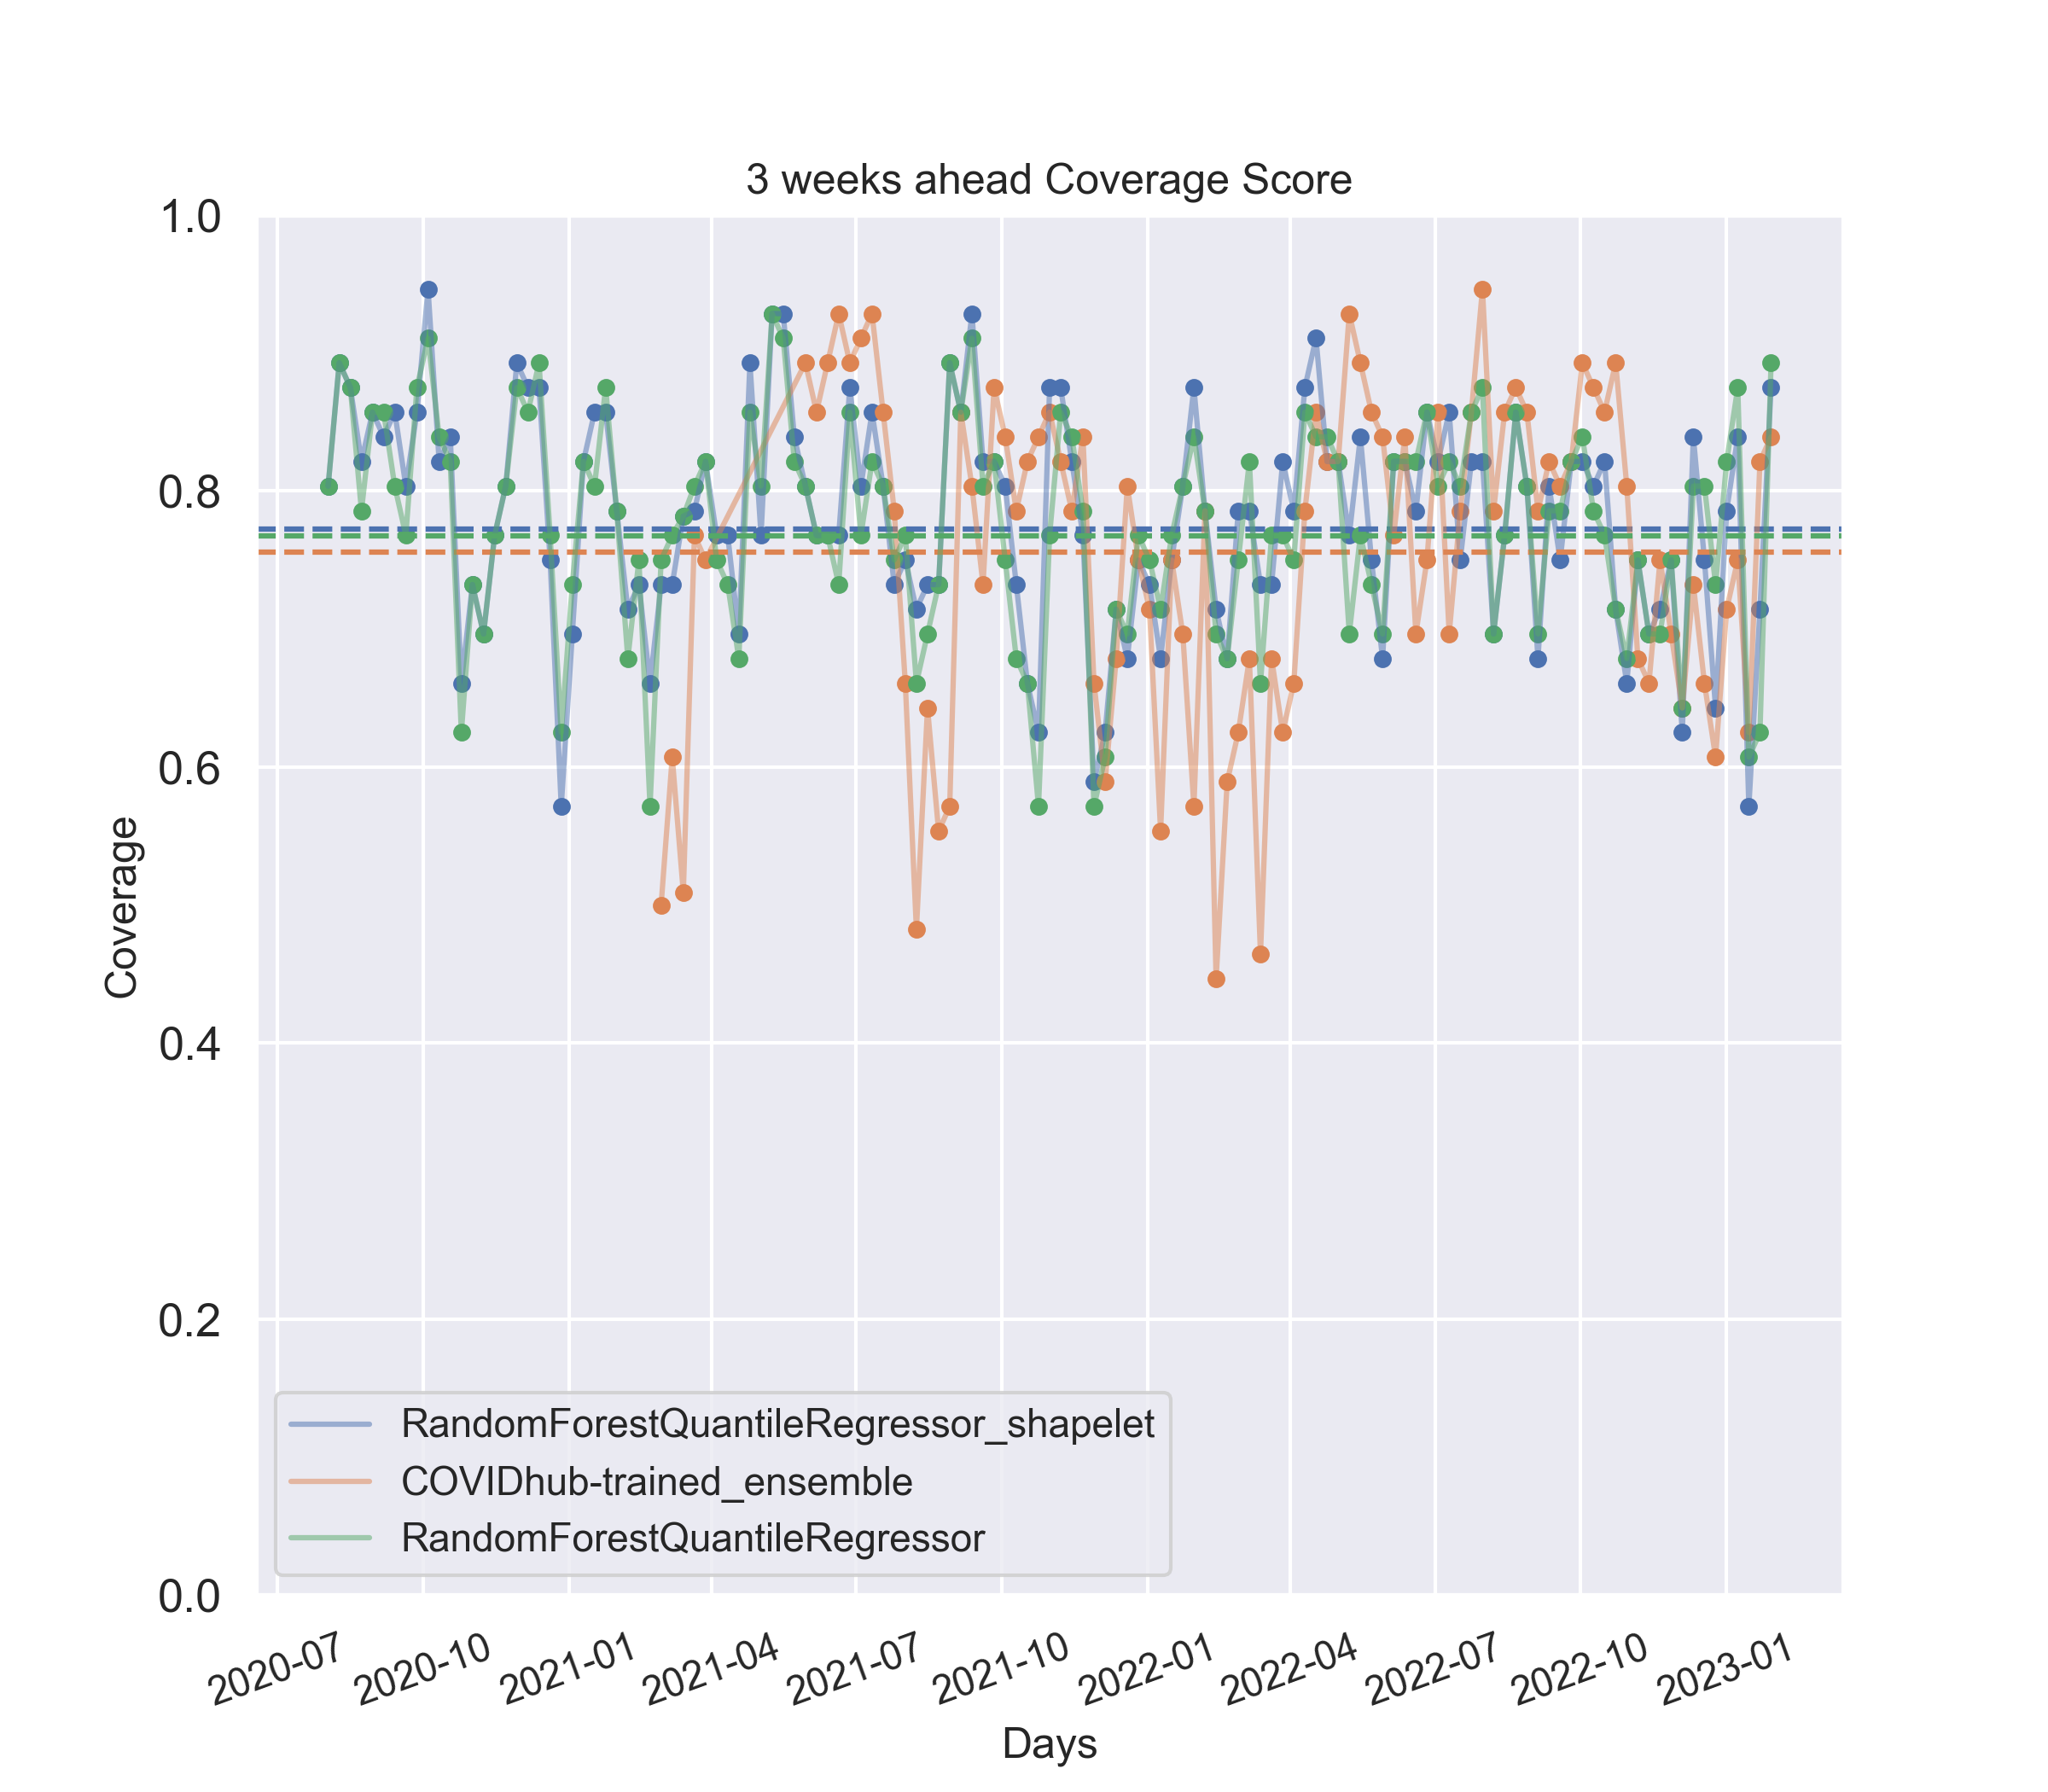 3 weeks ahead Coverage Score
1.0
0.8
0.6
0.4
0.2
0.0
Coverage
RandomForestQuantileRegressor_shapelet
COVIDhub-trained_ensemble
RandomForestQuantileRegressor
2020-07
2020-10
2021-01
2021-04
2021-07
2021-10
2022-01
2022-04
2022-07
2022-10
2023-01
Days